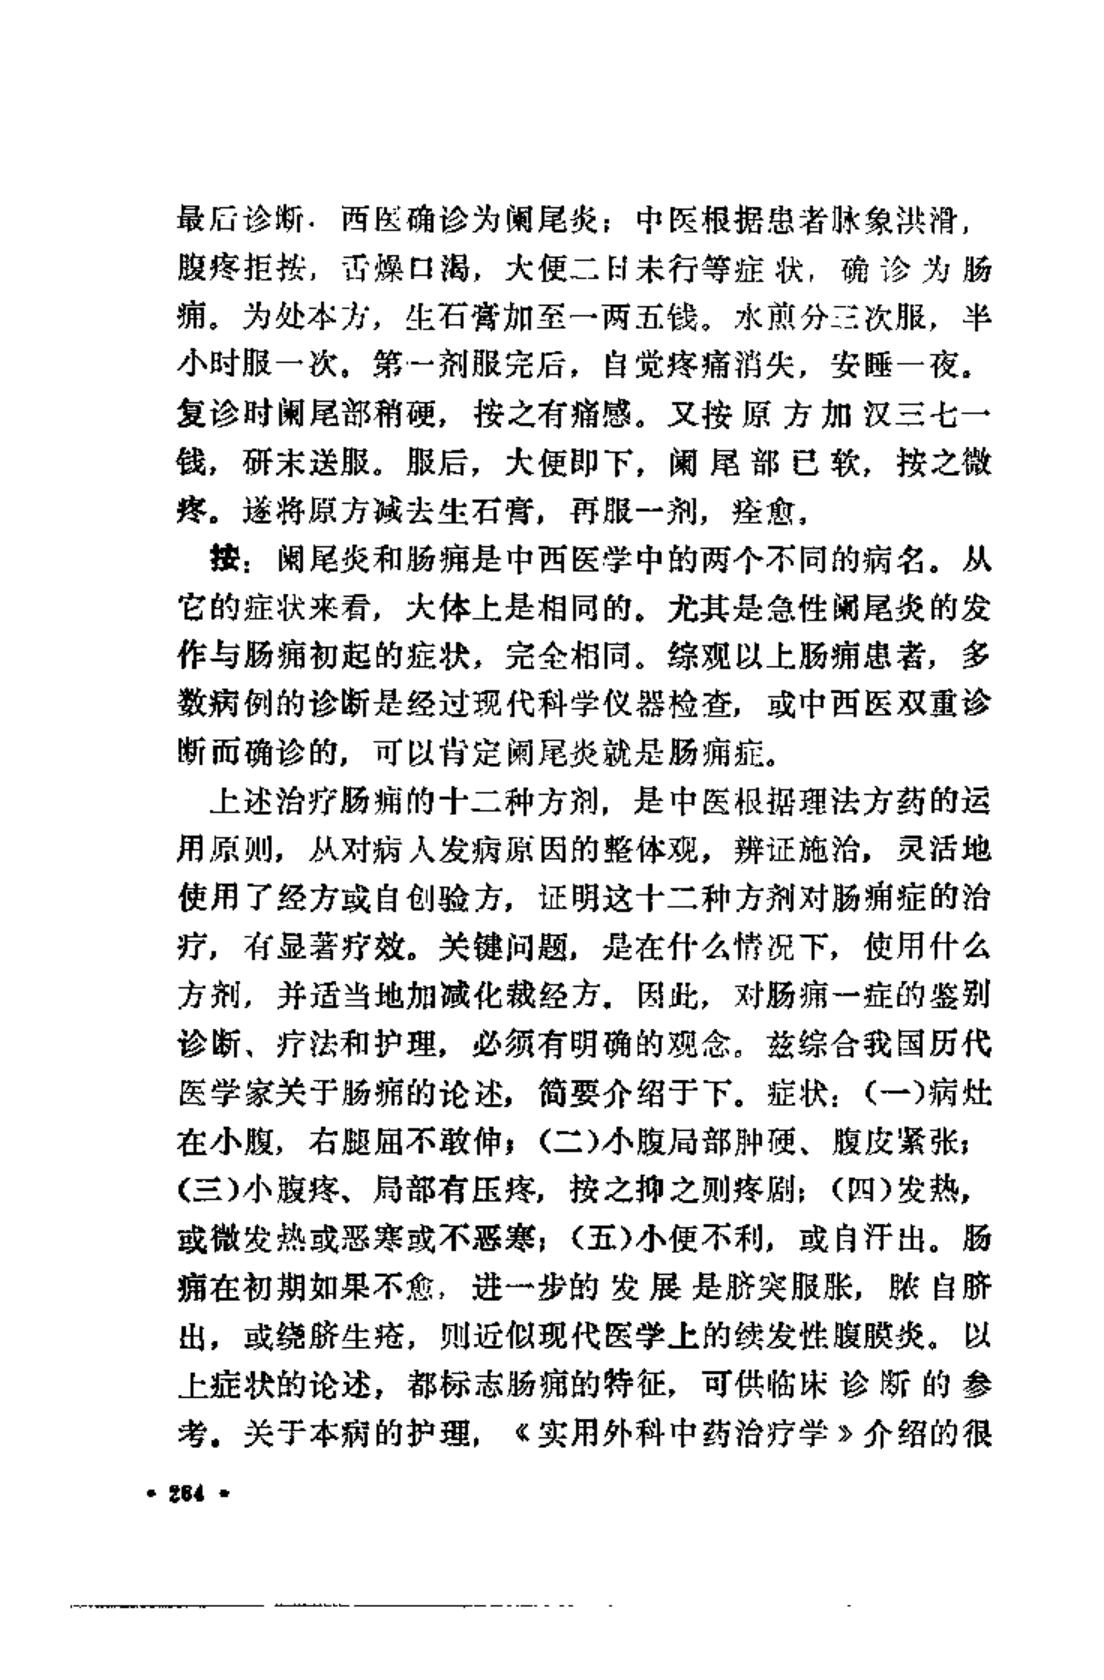 最后诊断，西医确诊为阑尾炎；中医根据患者脉象洪滑，
腹疼拒按，舌燥口渴，大便二日未行等症状，确诊为肠
痈。为处本方，生石膏加至一两五钱。水煎分三次服，半
小时服一次。第一剂服完后，自觉疼痛消失，安睡一夜。
复诊时阑尾部稍硬，按之有痛感。又按原方加汉三七一
钱，研末送服。服后，大便即下，阑尾部已软，按之微
疼。遂将原方减去生石膏，再服一剂，痊愈。
按：阑尾炎和肠痈是中西医学中的两个不同的病名。从
它的症状来看，大体上是相同的。尤其是急性阑尾炎的发
作与肠痈初起的症状，完全相同。综观以上肠痈患者，多
数病例的诊断是经过现代科学仪器检查，或中西医双重诊
断而确诊的，可以肯定阑尾炎就是肠痈症。
上述治疗肠痈的十二种方剂，是中医根据理法方药的运
用原则，从对病人发病原因的整体观，辨证施治，灵活地
使用了经方或自创验方，证明这十二种方剂对肠痈症的治
疗，有显著疗效。关键问题，是在什么情况下，使用什么
方剂，并适当地加减化裁经方。因此，对肠痈一症的鉴别
诊断、疗法和护理，必须有明确的观念。兹综合我国历代
医学家关于肠痈的论述，简要介绍于下。症状：（一）病灶
在小腹，右腿屈不敢伸；（二）小腹局部肿硬、腹皮紧张；
（三）小腹疼、局部有压疼，按之抑之则疼剧；（四）发热，
或微发热或恶寒或不恶寒；（五）小便不利，或自汗出。肠
痈在初期如果不愈，进一步的发展是脐突服胀，脓自脐
出，或绕脐生疮，则近似现代医学上的续发性腹膜炎。以
上症状的论述，都标志肠痈的特征，可供临床诊断的参
考。关于本病的护理，《实用外科中药治疗学》介绍的很
• 264 •